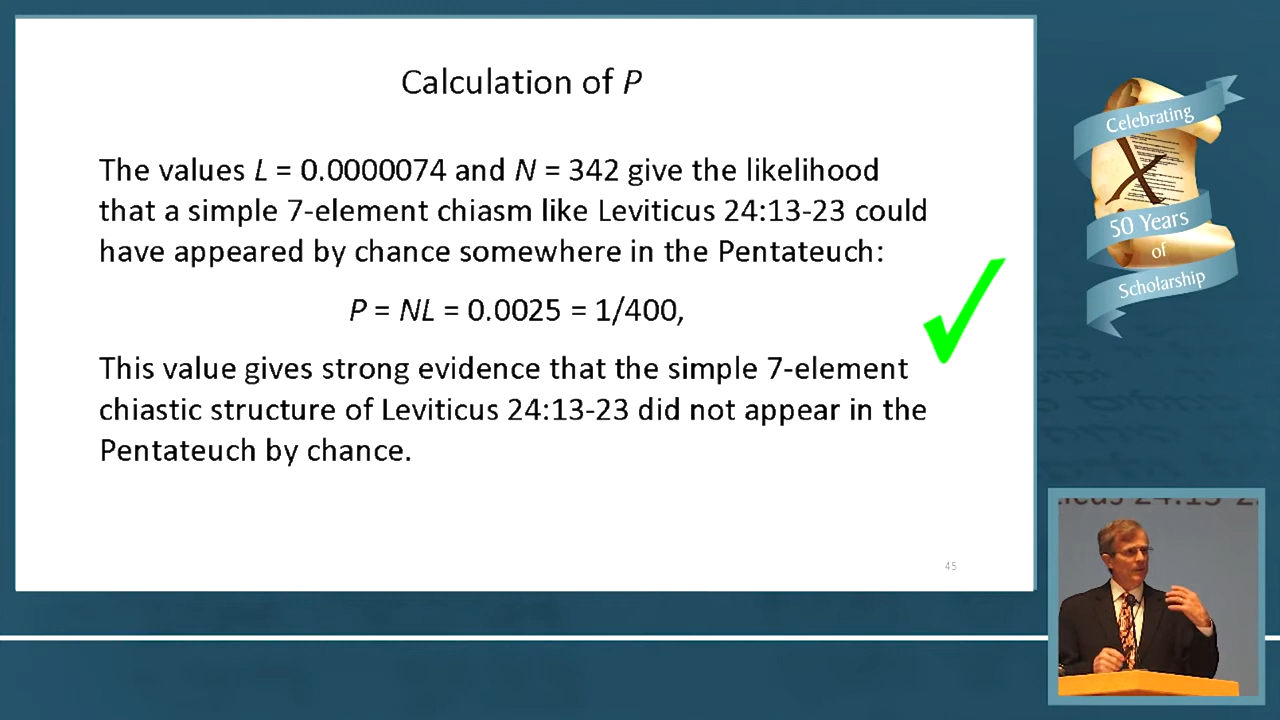 Calculation of P
The values L = 0.0000074 and N = 342 give the likelihood
that a simple 7-element chiasm like Leviticus 24:13-23 could
have appeared by chance somewhere in the Pentateuch:
P = NL = 0.0025 = 1/400,
This value gives strong evidence that the simple 7-element
chiastic structure of Leviticus 24:13-23 did not appear in the
Pentateuch by chance.
45
Celebrating
X
50 Years
of
Scholarship